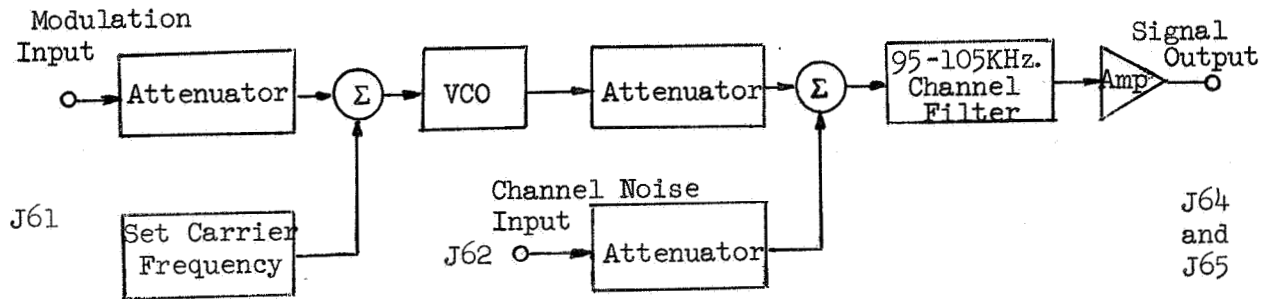 Modulation
Input
Attenuator
Σ
VCO
Attenuator
Σ
95-105KHz.
Channel
Filter
Amp
Signal
Output
J61
Set Carrier
Frequency
Channel Noise
Input
J62
Attenuator
J64
and
J65